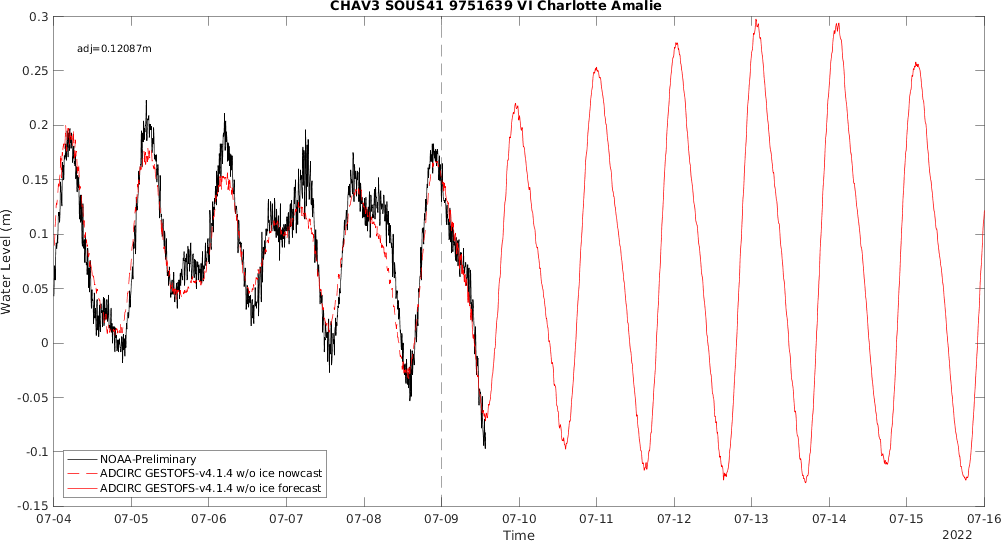 CHAV3 SOUS41 9751639 VI Charlotte Amalie
adj=0.12087m
0.3
0.25
0.2
0.15
0.1
0.05
0
-0.05
-0.1
-0.15
Water Level (m)
NOAA-Preliminary
ADCIRC GESTOFS-v4.1.4 w/o ice nowcast
ADCIRC GESTOFS-v4.1.4 w/o ice forecast
07-04 07-05 07-06 07-07 07-08 07-09 07-10 07-11 07-12 07-13 07-14 07-15 07-16
Time
2022